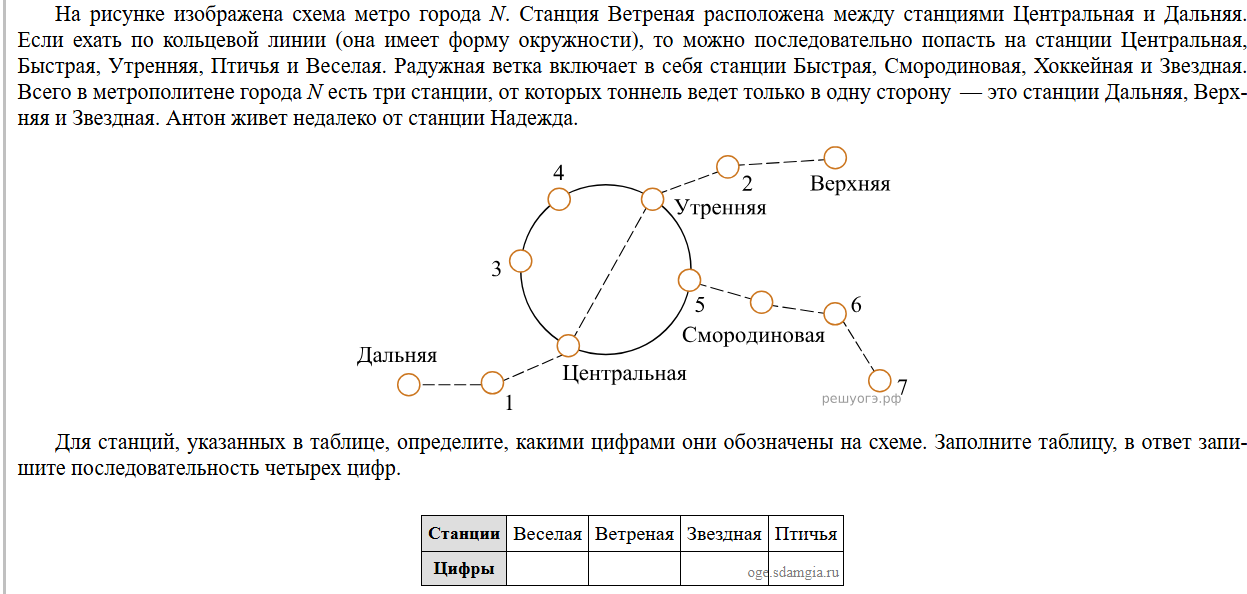 На рисунке изображена схема метро города N. Станция Ветреная расположена между станциями Центральная и Дальняя.
Если ехать по кольцевой линии (она имеет форму окружности), то можно последовательно попасть на станции Центральная,
Быстрая, Утренняя, Птичья и Веселая. Радужная ветка включает в себя станции Быстрая, Смородиновая, Хоккейная и Звездная.
Всего в метрополитене города N есть три станции, от которых тоннель ведет только в одну сторону — это станции Дальняя, Верх-
няя и Звездная. Антон живет недалеко от станции Надежда.
4
2
Верхняя
Утренняя
3
5
6
Смородиновая
Дальняя
Центральная
7
решуогэ.рф
1
Для станций, указанных в таблице, определите, какими цифрами они обозначены на схеме. Заполните таблицу, в ответ запи-
шите последовательность четырех цифр.
Станции Веселая Ветреная Звездная Птичья
Цифры
oge.sdamgia.ru